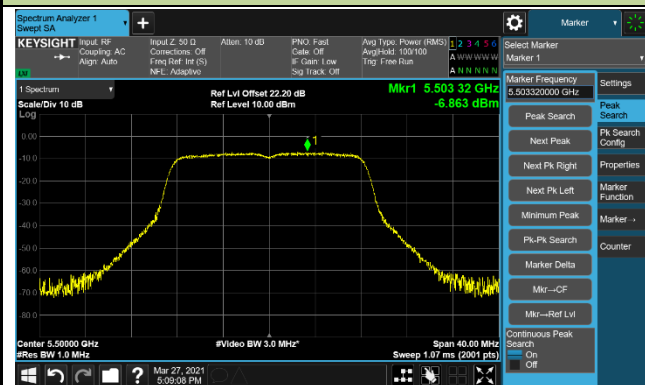 Spectrum Analyzer 1
Swept SA
Marker
KEYSIGHT Input: RF
Coupling: AC
Align: Auto
Input Z: 50 Ω
Corrections: Off
Freq Ref: Int (S)
NFE: Adaptive
Atten: 10 dB
PNO: Fast
Gate: Off
IF Gain: Low
Sig Track: Off
Avg Type: Power (RMS)
Avg|Hold: 100/100
Trig: Free Run
1 2 3 4 5 6
A W W W W W
A N N N N N
LXI
Select Marker
Marker 1
1 Spectrum
Scale/Div 10 dB
Log
Ref Lvl Offset 22.20 dB
Ref Level 10.00 dBm
Mkr1 5.503 32 GHz
-6.863 dBm
0.00
-10.0
-20.0
-30.0
-40.0
-50.0
-60.0
-70.0
-80.0
1
Center 5.50000 GHz
#Res BW 1.0 MHz
#Video BW 3.0 MHz*
Span 40.00 MHz
Sweep 1.07 ms (2001 pts)
Marker Frequency
5.503320000 GHz
Peak Search
Next Peak
Next Pk Right
Next Pk Left
Minimum Peak
Pk-Pk Search
Marker Delta
Mkr→CF
Mkr→Ref Lvl
Continuous Peak
Search
On
Off
Settings
Peak
Search
Pk Search
Config
Properties
Marker
Function
Marker→
Counter
?
Mar 27, 2021
5:09:08 PM